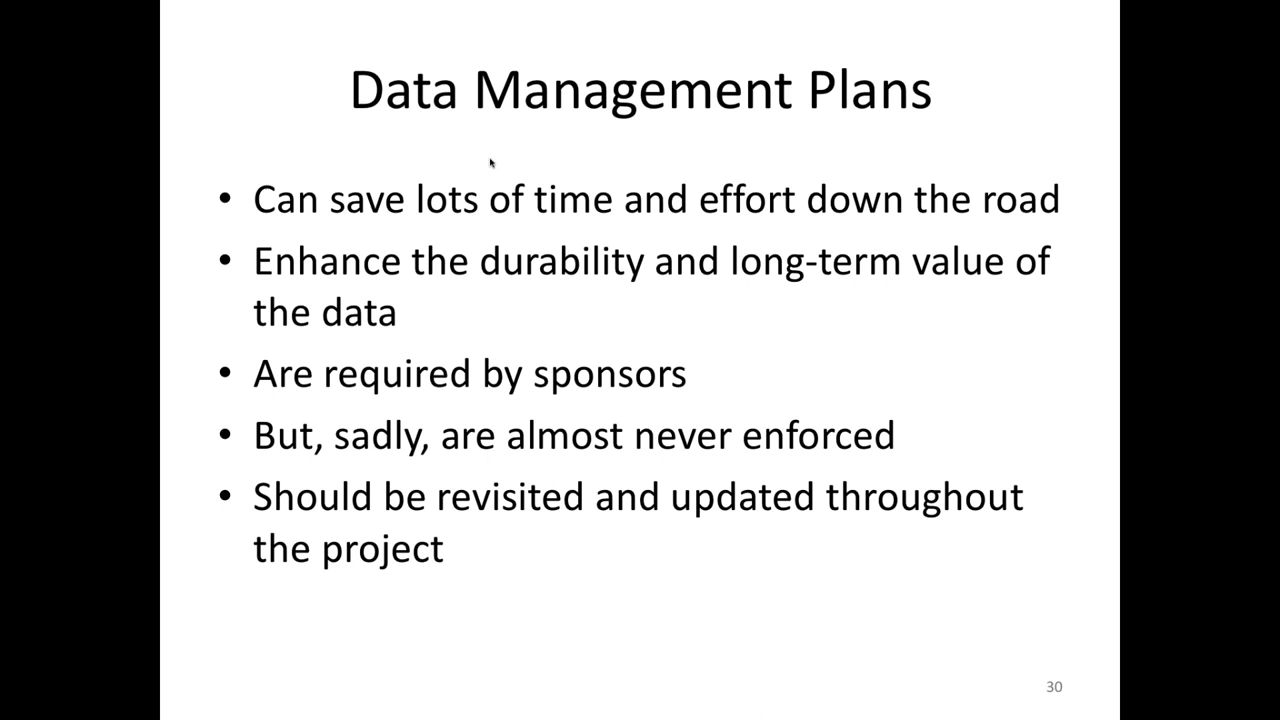 Data Management Plans
• Can save lots of time and effort down the road
• Enhance the durability and long-term value of
the data
• Are required by sponsors
• But, sadly, are almost never enforced
• Should be revisited and updated throughout
the project
30